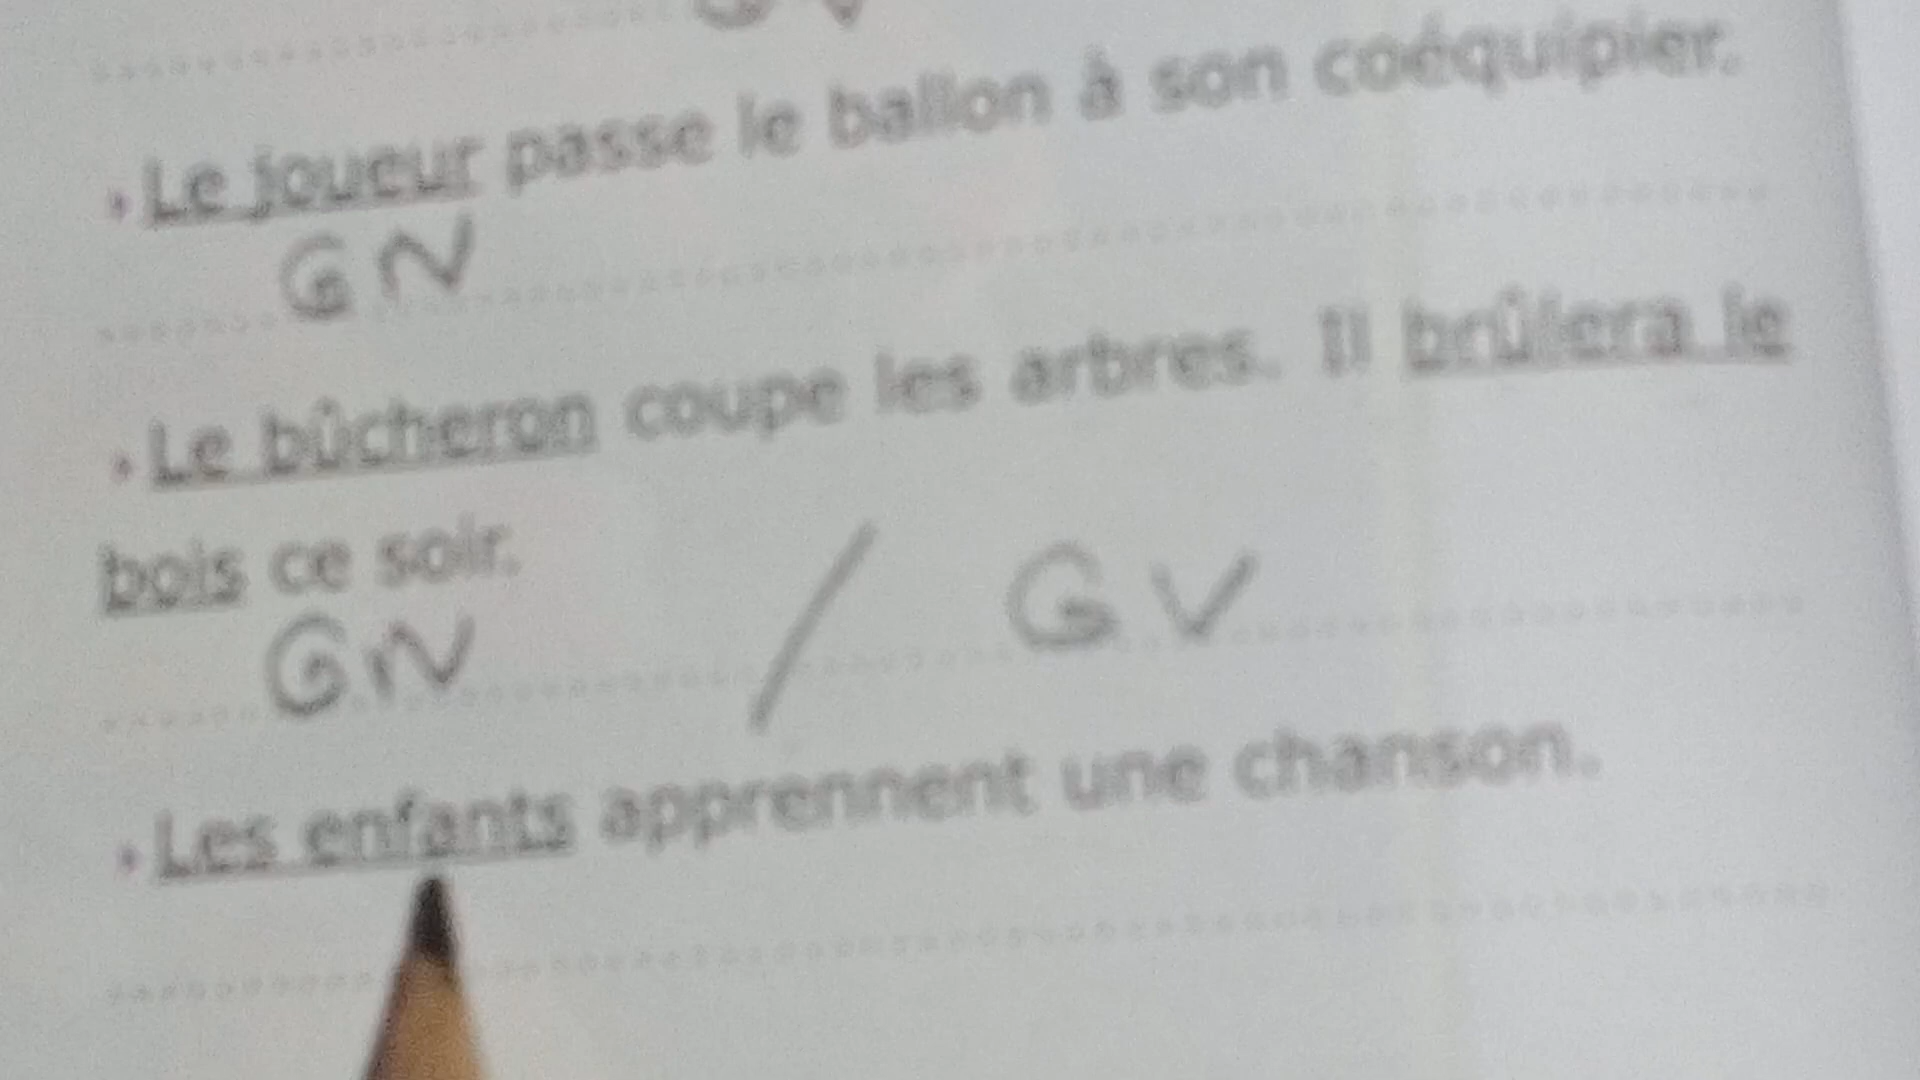 • Le joueur passe le ballon à son coéquipier.
GN
• Le bûcheron coupe les arbres. Il brûlera le
bois ce soir.
GN / GV
• Les enfants apprennent une chanson.